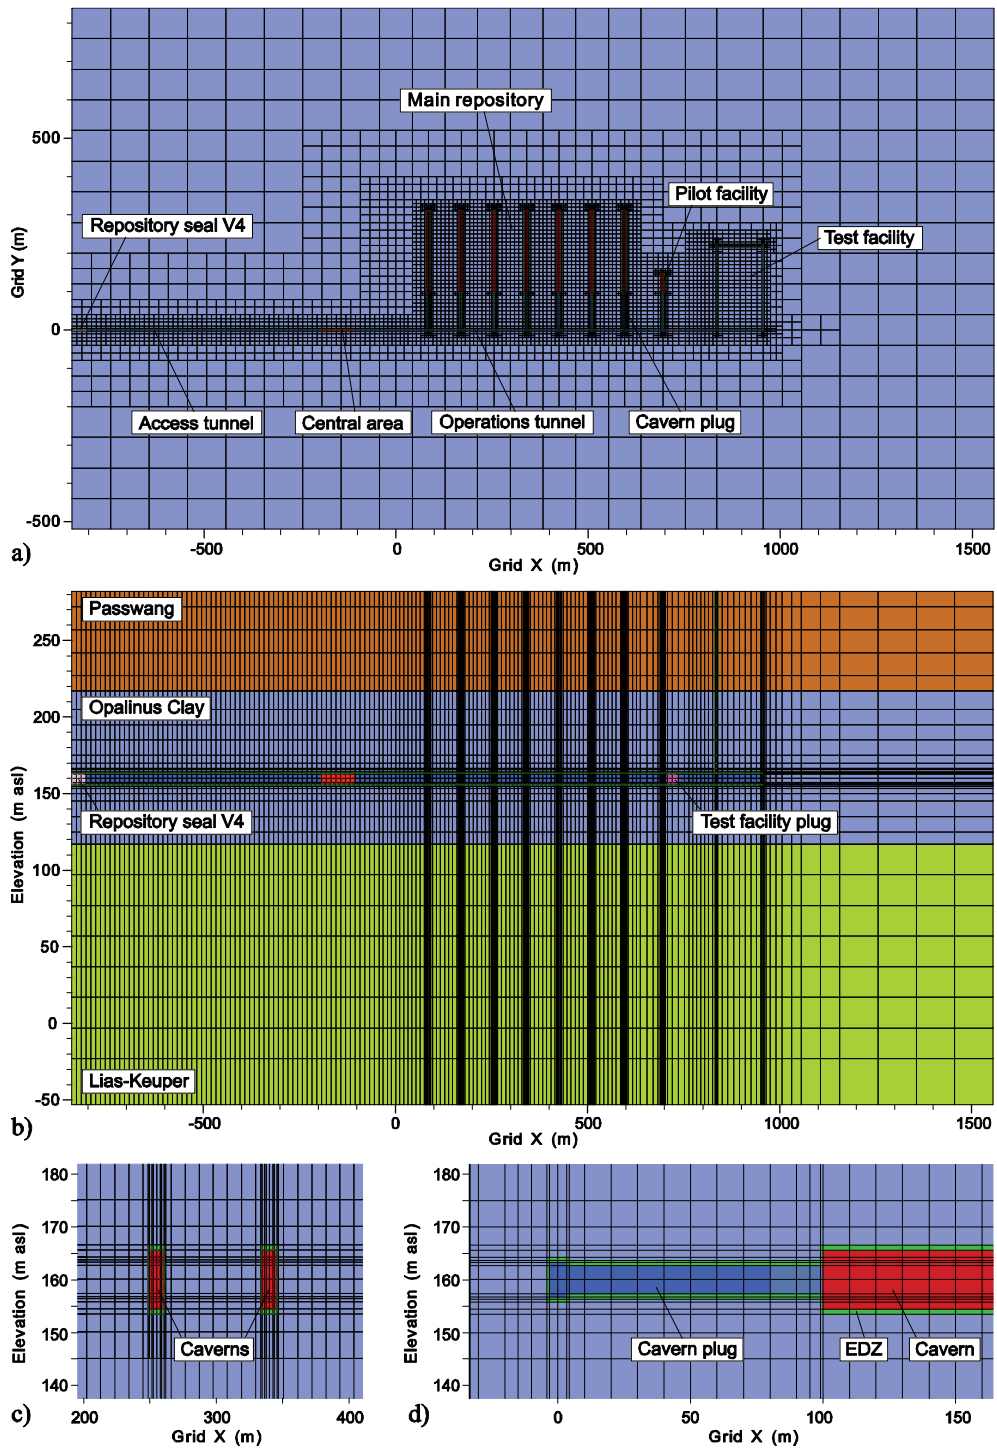 Main repository
500
Pilot facility
Repository seal V4
Test facility
Grid Y (m)
0
Access tunnel
Central area
Operations tunnel
Cavern plug
-500
-500
0
500
1000
1500
a)
Grid X (m)
Passwang
250
Opalinus Clay
200
150
Repository seal V4
Test facility plug
Elevation (m asl)
100
50
0
Lias-Keuper
-50
-500
0
500
1000
1500
b)
Grid X (m)
180
170
160
Elevation (m asl)
150
Caverns
140
200
300
400
c)
Grid X (m)
180
170
160
Elevation (m asl)
150
Cavern plug
EDZ
Cavern
140
0
50
100
150
d)
Grid X (m)